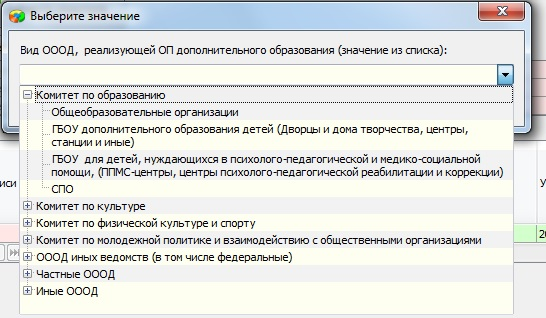 Выберите значение
Вид ОООД, реализующей ОП дополнительного образования (значение из списка):
Комитет по образованию
Общеобразовательные организации
ГБОУ дополнительного образования детей (Дворцы и дома творчества, центры,
станции и иные)
ГБОУ для детей, нуждающихся в психолого-педагогической и медико-социальной
помощи, (ППМС-центры, центры психолого-педагогической реабилитации и коррекции)
СПО
Комитет по культуре
Комитет по физической культуре и спорту
Комитет по молодежной политике и взаимодействию с общественными организациями
ОООД иных ведомств (в том числе федеральные)
Частные ОООД
Иные ОООД